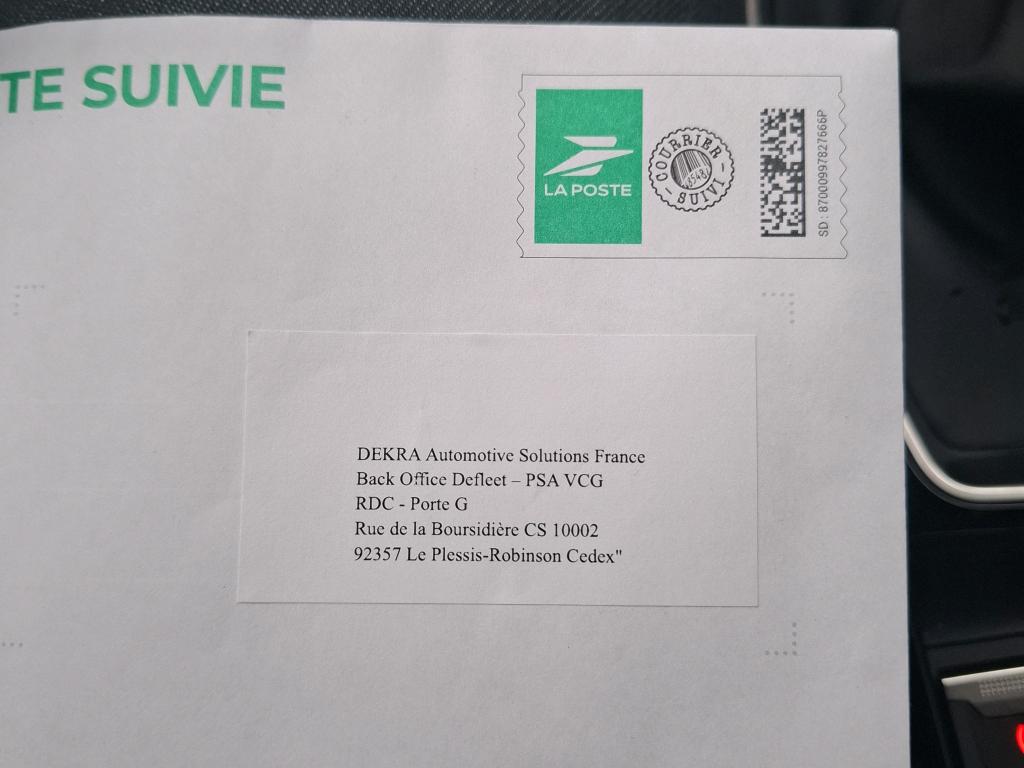 TE SUIVIE
LA POSTE
COURRIER
SUIVI
SD : 87000997827666P
DEKRA Automotive Solutions France
Back Office Defleet – PSA VCG
RDC - Porte G
Rue de la Boursidière CS 10002
92357 Le Plessis-Robinson Cedex"